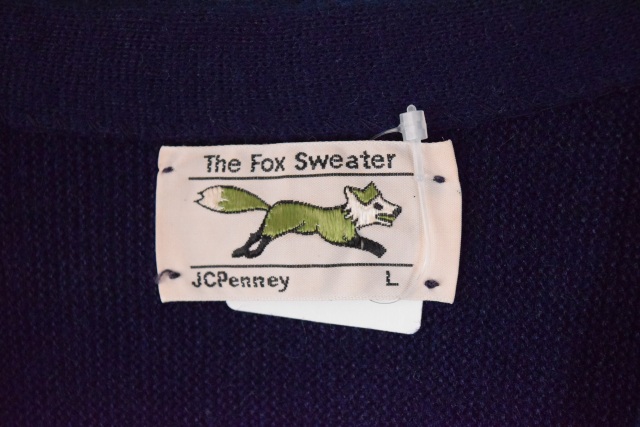 The Fox Sweater
JCPenney L